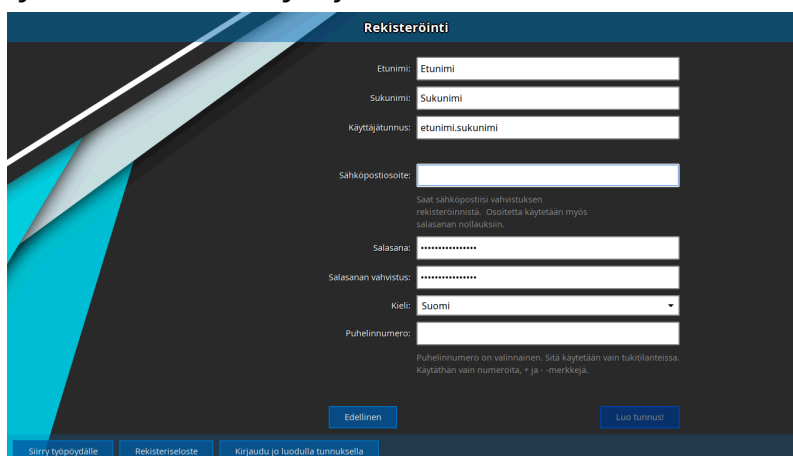 Rekisteröinti
Etunimi: Etunimi
Sukunimi: Sukunimi
Käyttäjätunnus: etunimi.sukunimi
Sähköpostiosoite:
Saat sähköpostiisi vahvistuksen
rekisteröinnistä. Osoitetta käytetään myös
salasanan nollauksiin.
Salasana: ••••••••••••••••
Salasanan vahvistus: ••••••••••••••••
Kieli: Suomi
Puhelinnumero:
Puhelinnumero on valinnainen. Sitä käytetään vain tukitilanteissa.
Käytäthän vain numeroita, + ja - -merkkejä.
Edellinen Luo tunnus!
Siirry työpöydälle Rekisteriseloste Kirjaudu jo luodulla tunnuksella